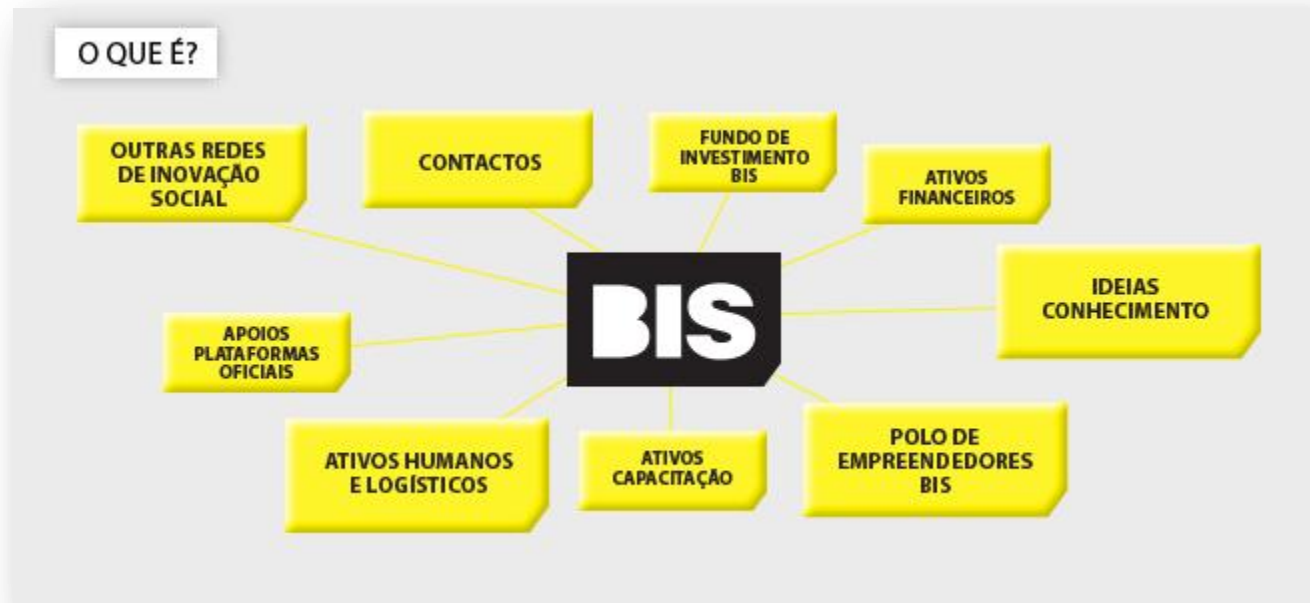 O QUE É?
OUTRAS REDES
DE INOVAÇÃO
SOCIAL
CONTACTOS
FUNDO DE
INVESTIMENTO
BIS
ATIVOS
FINANCEIROS
IDEIAS
CONHECIMENTO
BIS
APOIOS
PLATAFORMAS
OFICIAIS
ATIVOS HUMANOS
E LOGÍSTICOS
ATIVOS
CAPACITAÇÃO
POLO DE
EMPREENDEDORES
BIS